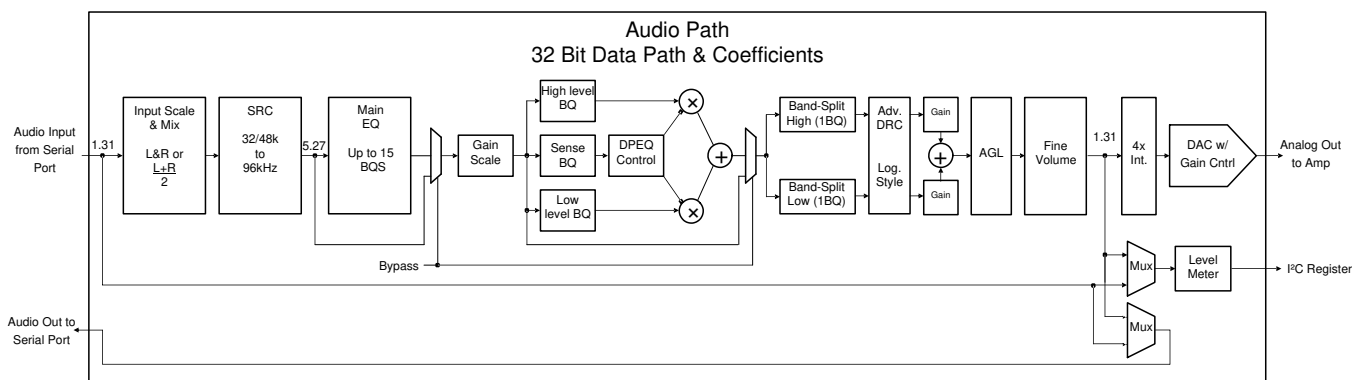 Audio Path
32 Bit Data Path & Coefficients
Audio Input
from Serial
Port
1.31
Input Scale
& Mix
L&R or
L+R
2
SRC
32/48k
to
96kHz
5.27
Main
EQ
Up to 15
BQS
Gain
Scale
High level
BQ
Sense
BQ
Low
level BQ
DPEQ
Control
×
+
×
Bypass
Band-Split
High (1BQ)
Band-Split
Low (1BQ)
Adv.
DRC
Log.
Style
Gain
+
Gain
AGL
Fine
Volume
1.31
4x
Int.
DAC w/
Gain Cntrl
Analog Out
to Amp
Mux
Level
Meter
I²C Register
Mux
Audio Out to
Serial Port